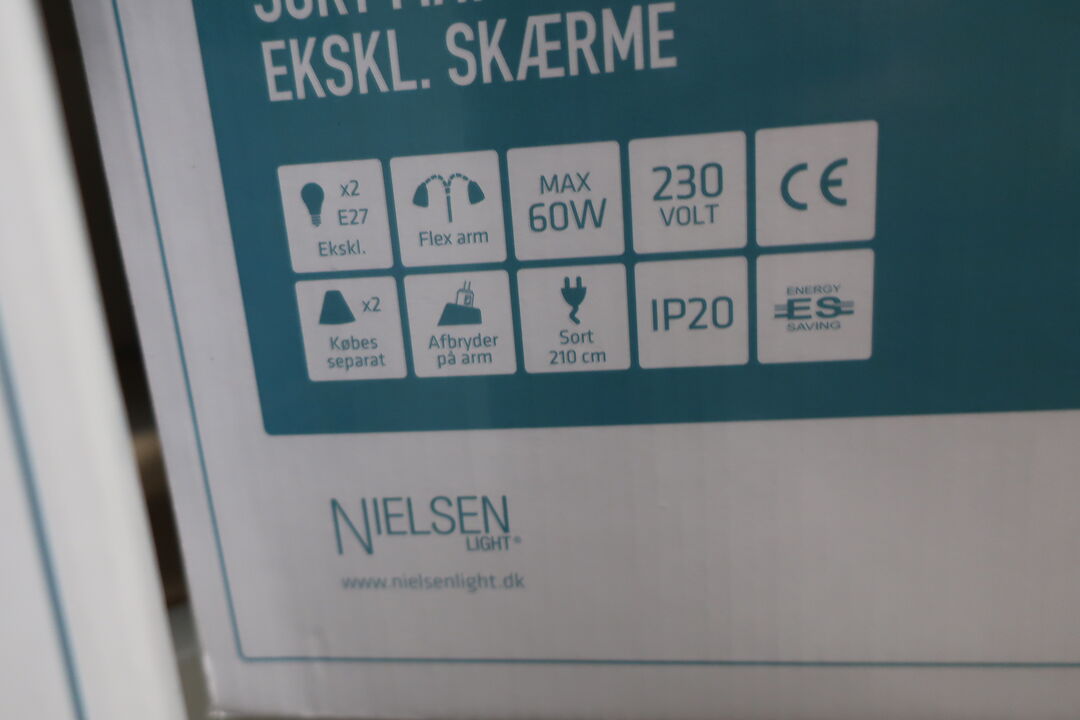 EKSKL. SKÆRME
x2
E27
Ekskl.
Flex arm
MAX
60W
230
VOLT
CE
x2
Købes
separat
Afbryder
på arm
Sort
210 cm
IP20
ENERGY
ES
SAVING
NIELSEN
LIGHT®
www.nielsenlight.dk